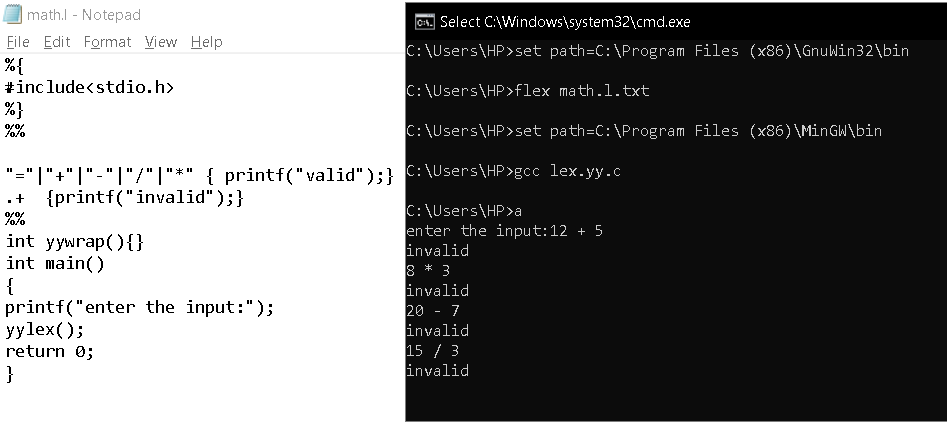 math.l - Notepad
File Edit Format View Help
%{
#include<stdio.h>
%}
%%
"="|"+"|"-"|"/"|"*" { printf("valid");}
.+  {printf("invalid");}
%%
int yywrap(){}
int main()
{
printf("enter the input:");
yylex();
return 0;
}
Select C:\Windows\system32\cmd.exe
C:\Users\HP>set path=C:\Program Files (x86)\GnuWin32\bin
C:\Users\HP>flex math.l.txt
C:\Users\HP>set path=C:\Program Files (x86)\MinGW\bin
C:\Users\HP>gcc lex.yy.c
C:\Users\HP>a
enter the input:12 + 5
invalid
8 * 3
invalid
20 - 7
invalid
15 / 3
invalid